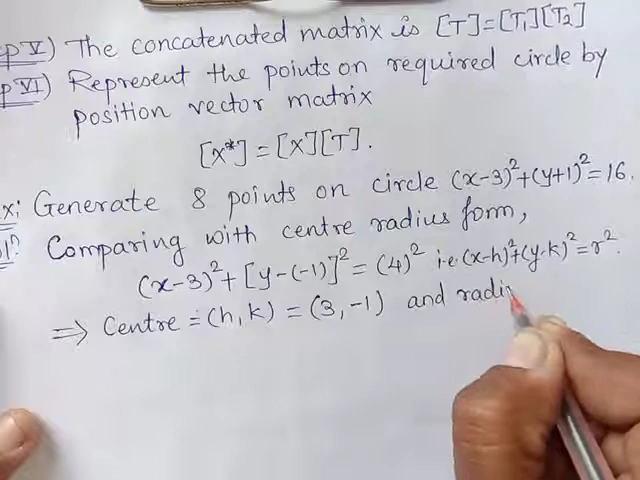 ep V) The concatenated matrix is [T]=[T₁][T₂]
p VI) Represent the points on required circle by
position vector matrix
[X*] = [X][T].
x: Generate 8 points on circle (x-3)²+(y+1)²=16.
Comparing with centre radius form,
(x-3)² + [y-(-1)]² = (4)² i.e. (x-h)²+(y-k)²=r².
⇒ Centre = (h, k) = (3, -1) and radi